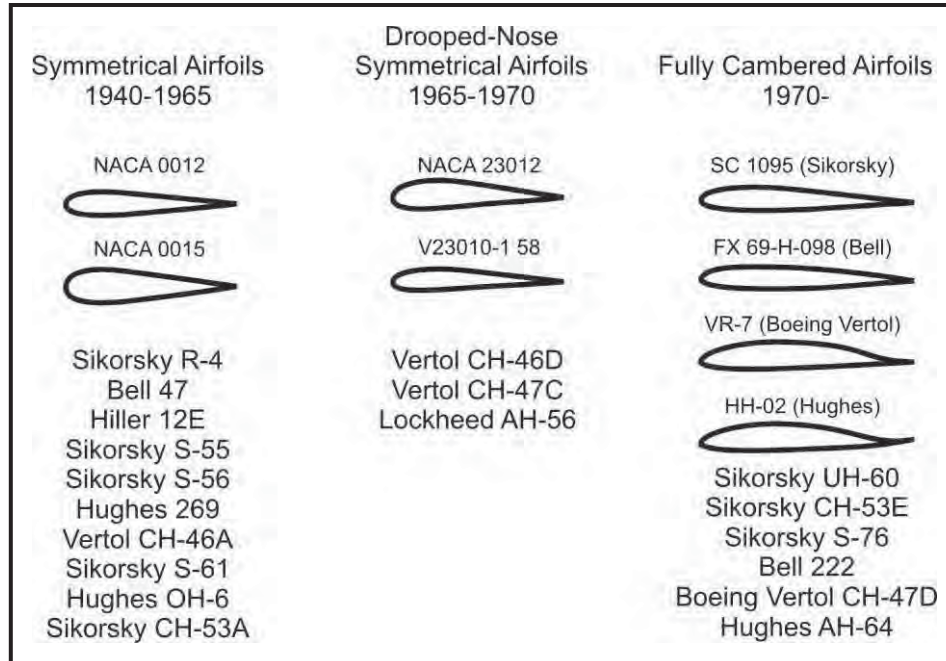 Symmetrical Airfoils
1940-1965
NACA 0012
NACA 0015
Sikorsky R-4
Bell 47
Hiller 12E
Sikorsky S-55
Sikorsky S-56
Hughes 269
Vertol CH-46A
Sikorsky S-61
Hughes OH-6
Sikorsky CH-53A
Drooped-Nose
Symmetrical Airfoils
1965-1970
NACA 23012
V23010-1 58
Vertol CH-46D
Vertol CH-47C
Lockheed AH-56
Fully Cambered Airfoils
1970-
SC 1095 (Sikorsky)
FX 69-H-098 (Bell)
VR-7 (Boeing Vertol)
HH-02 (Hughes)
Sikorsky UH-60
Sikorsky CH-53E
Sikorsky S-76
Bell 222
Boeing Vertol CH-47D
Hughes AH-64